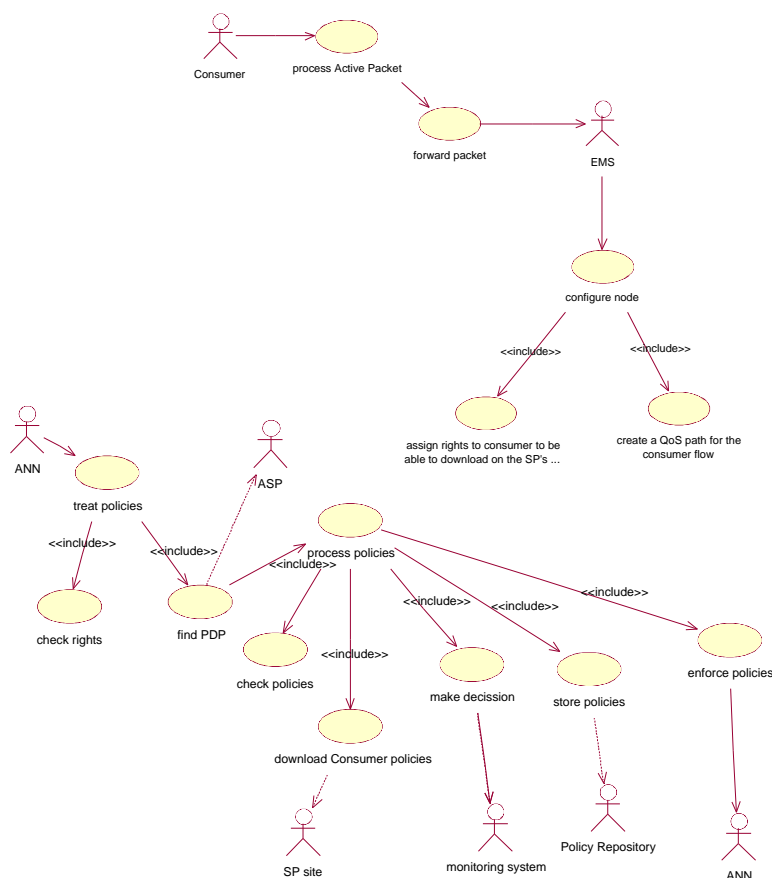 Consumer
process Active Packet
forward packet
EMS
configure node
<<include>>
<<include>>
assign rights to consumer to be
able to download on the SP's ...
create a QoS path for the
consumer flow
ANN
treat policies
ASP
<<include>>
<<include>>
check rights
find PDP
process policies
<<include>>
<<include>>
<<include>>
<<include>>
<<include>>
check policies
download Consumer policies
make decission
store policies
enforce policies
SP site
monitoring system
Policy Repository
ANN